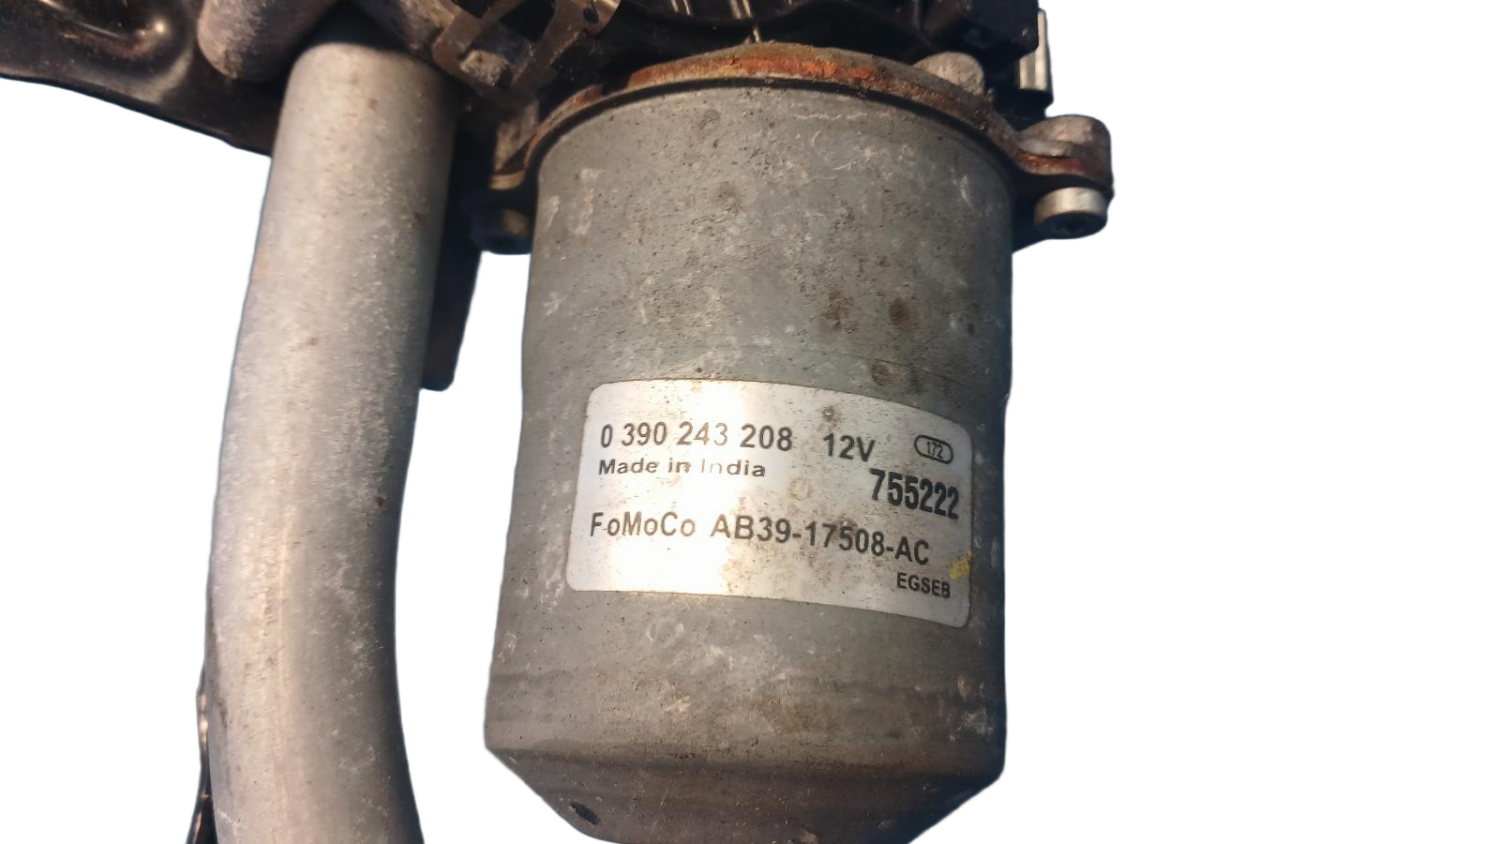 0 390 243 208 12V 172
Made in India
755222
FoMoCo AB39-17508-AC
EGSEB